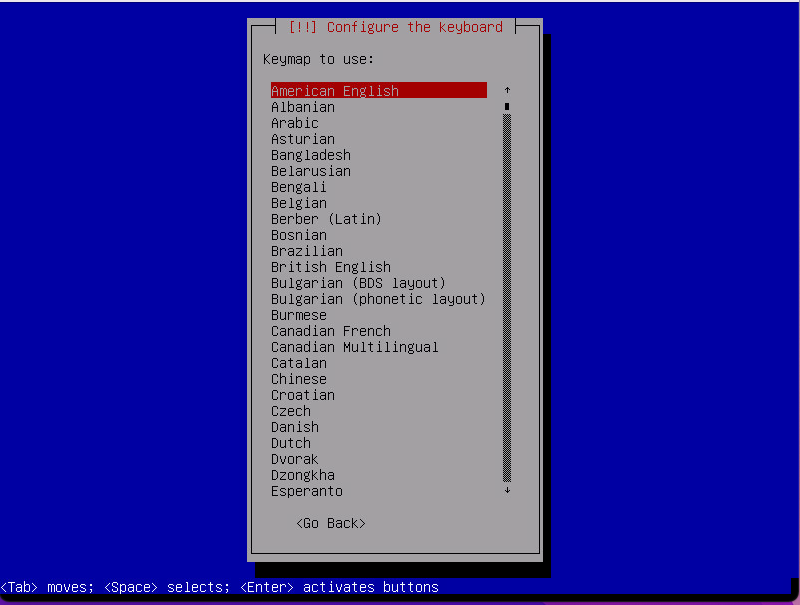 [!!] Configure the keyboard
Keymap to use:
American English
Albanian
Arabic
Asturian
Bangladesh
Belarusian
Bengali
Belgian
Berber (Latin)
Bosnian
Brazilian
British English
Bulgarian (BDS layout)
Bulgarian (phonetic layout)
Burmese
Canadian French
Canadian Multilingual
Catalan
Chinese
Croatian
Czech
Danish
Dutch
Dvorak
Dzongkha
Esperanto
<Go Back>
<Tab> moves; <Space> selects; <Enter> activates buttons